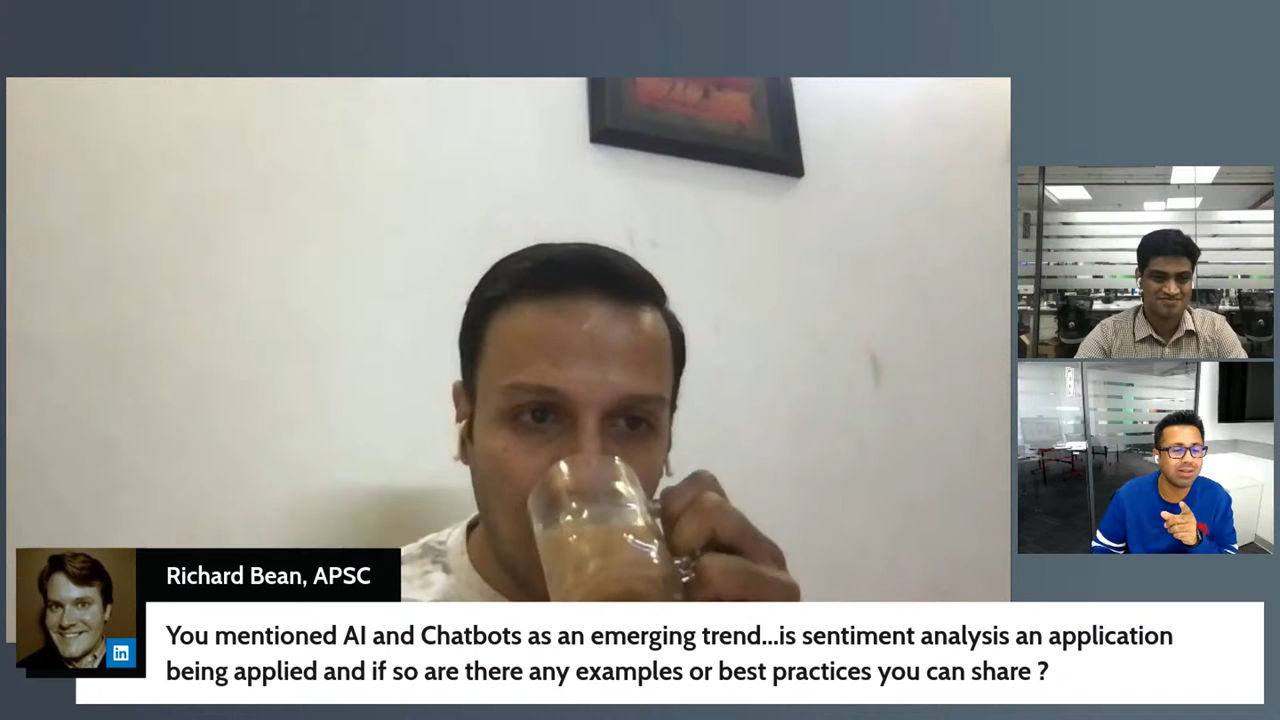 Richard Bean, APSC
You mentioned AI and Chatbots as an emerging trend...is sentiment analysis an application
being applied and if so are there any examples or best practices you can share ?
in